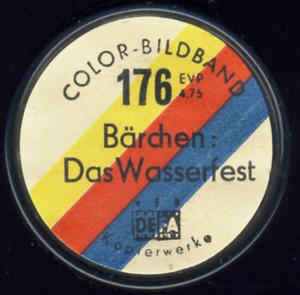 COLOR-BILDBAND
176 EVP 4,75
Bärchen:
Das Wasserfest
VEB
DEFA
Kopierwerke